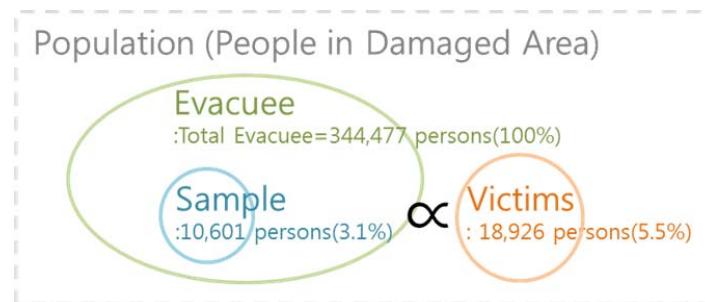 Population (People in Damaged Area)
Evacuee
:Total Evacuee=344,477 persons(100%)
Sample
:10,601 persons(3.1%)
∝
Victims
: 18,926 persons(5.5%)